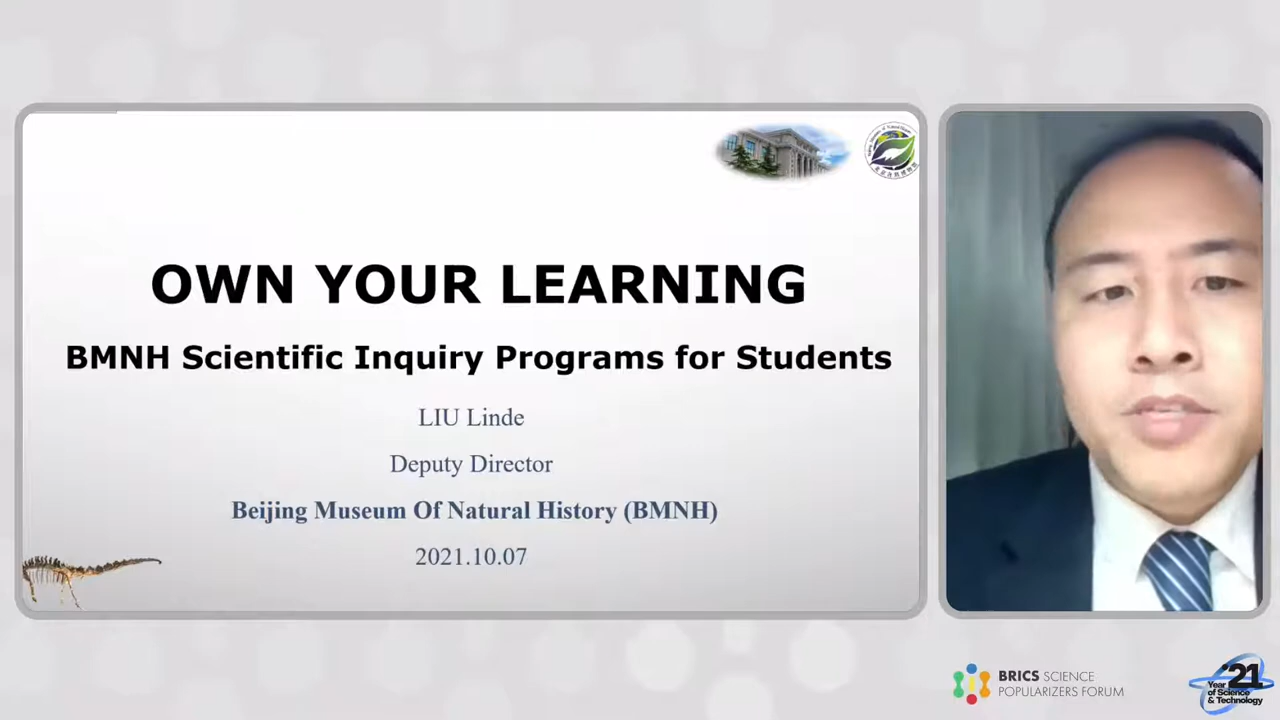 OWN YOUR LEARNING
BMNH Scientific Inquiry Programs for Students
LIU Linde
Deputy Director
Beijing Museum Of Natural History (BMNH)
2021.10.07
BRICS SCIENCE
POPULARIZERS FORUM
'21
Year
of Science
& Technology